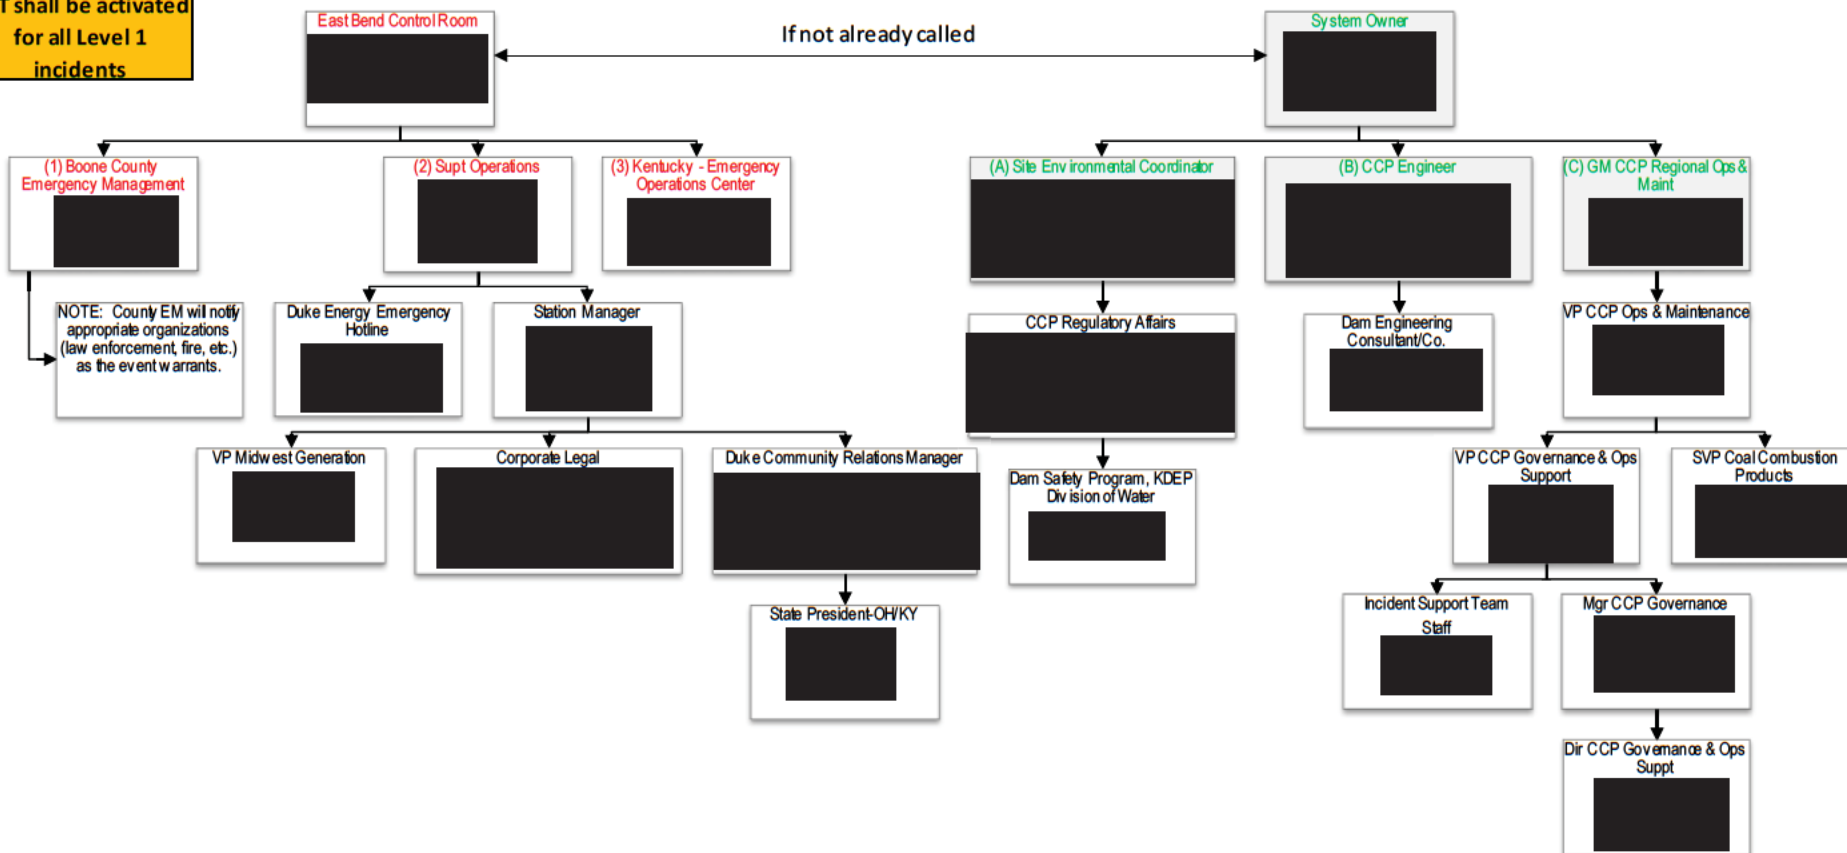 T shall be activated
for all Level 1
incidents
East Bend Control Room
If not already called
System Owner
(1) Boone County
Emergency Management
(2) Supt Operations
(3) Kentucky - Emergency
Operations Center
(A) Site Environmental Coordinator
(B) CCP Engineer
(C) GM CCP Regional Ops &
Maint
NOTE: County EM will notify
appropriate organizations
(law enforcement, fire, etc.)
as the event warrants.
Duke Energy Emergency
Hotline
Station Manager
CCP Regulatory Affairs
Dam Engineering
Consultant/Co.
VP CCP Ops & Maintenance
VP Midwest Generation
Corporate Legal
Duke Community Relations Manager
Dam Safety Program, KDEP
Division of Water
VP CCP Governance & Ops
Support
SVP Coal Combustion
Products
State President-OH/KY
Incident Support Team
Staff
Mgr CCP Governance
Dir CCP Governance & Ops
Suppt